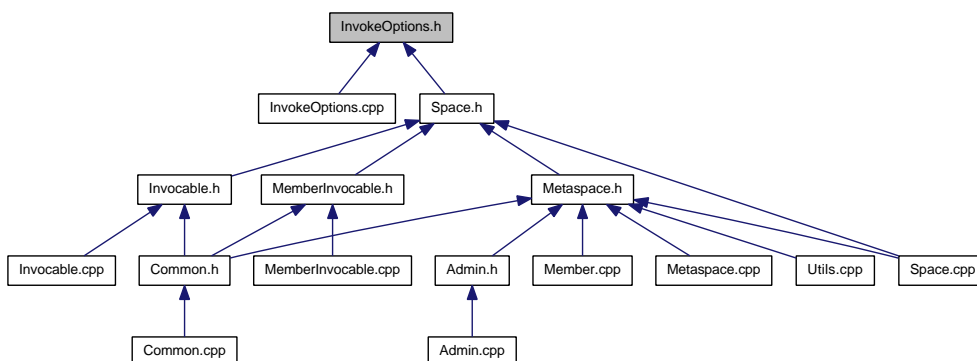 InvokeOptions.h
InvokeOptions.cpp
Space.h
Invocable.h
MemberInvocable.h
Metaspace.h
Invocable.cpp
Common.h
MemberInvocable.cpp
Admin.h
Member.cpp
Metaspace.cpp
Utils.cpp
Space.cpp
Common.cpp
Admin.cpp